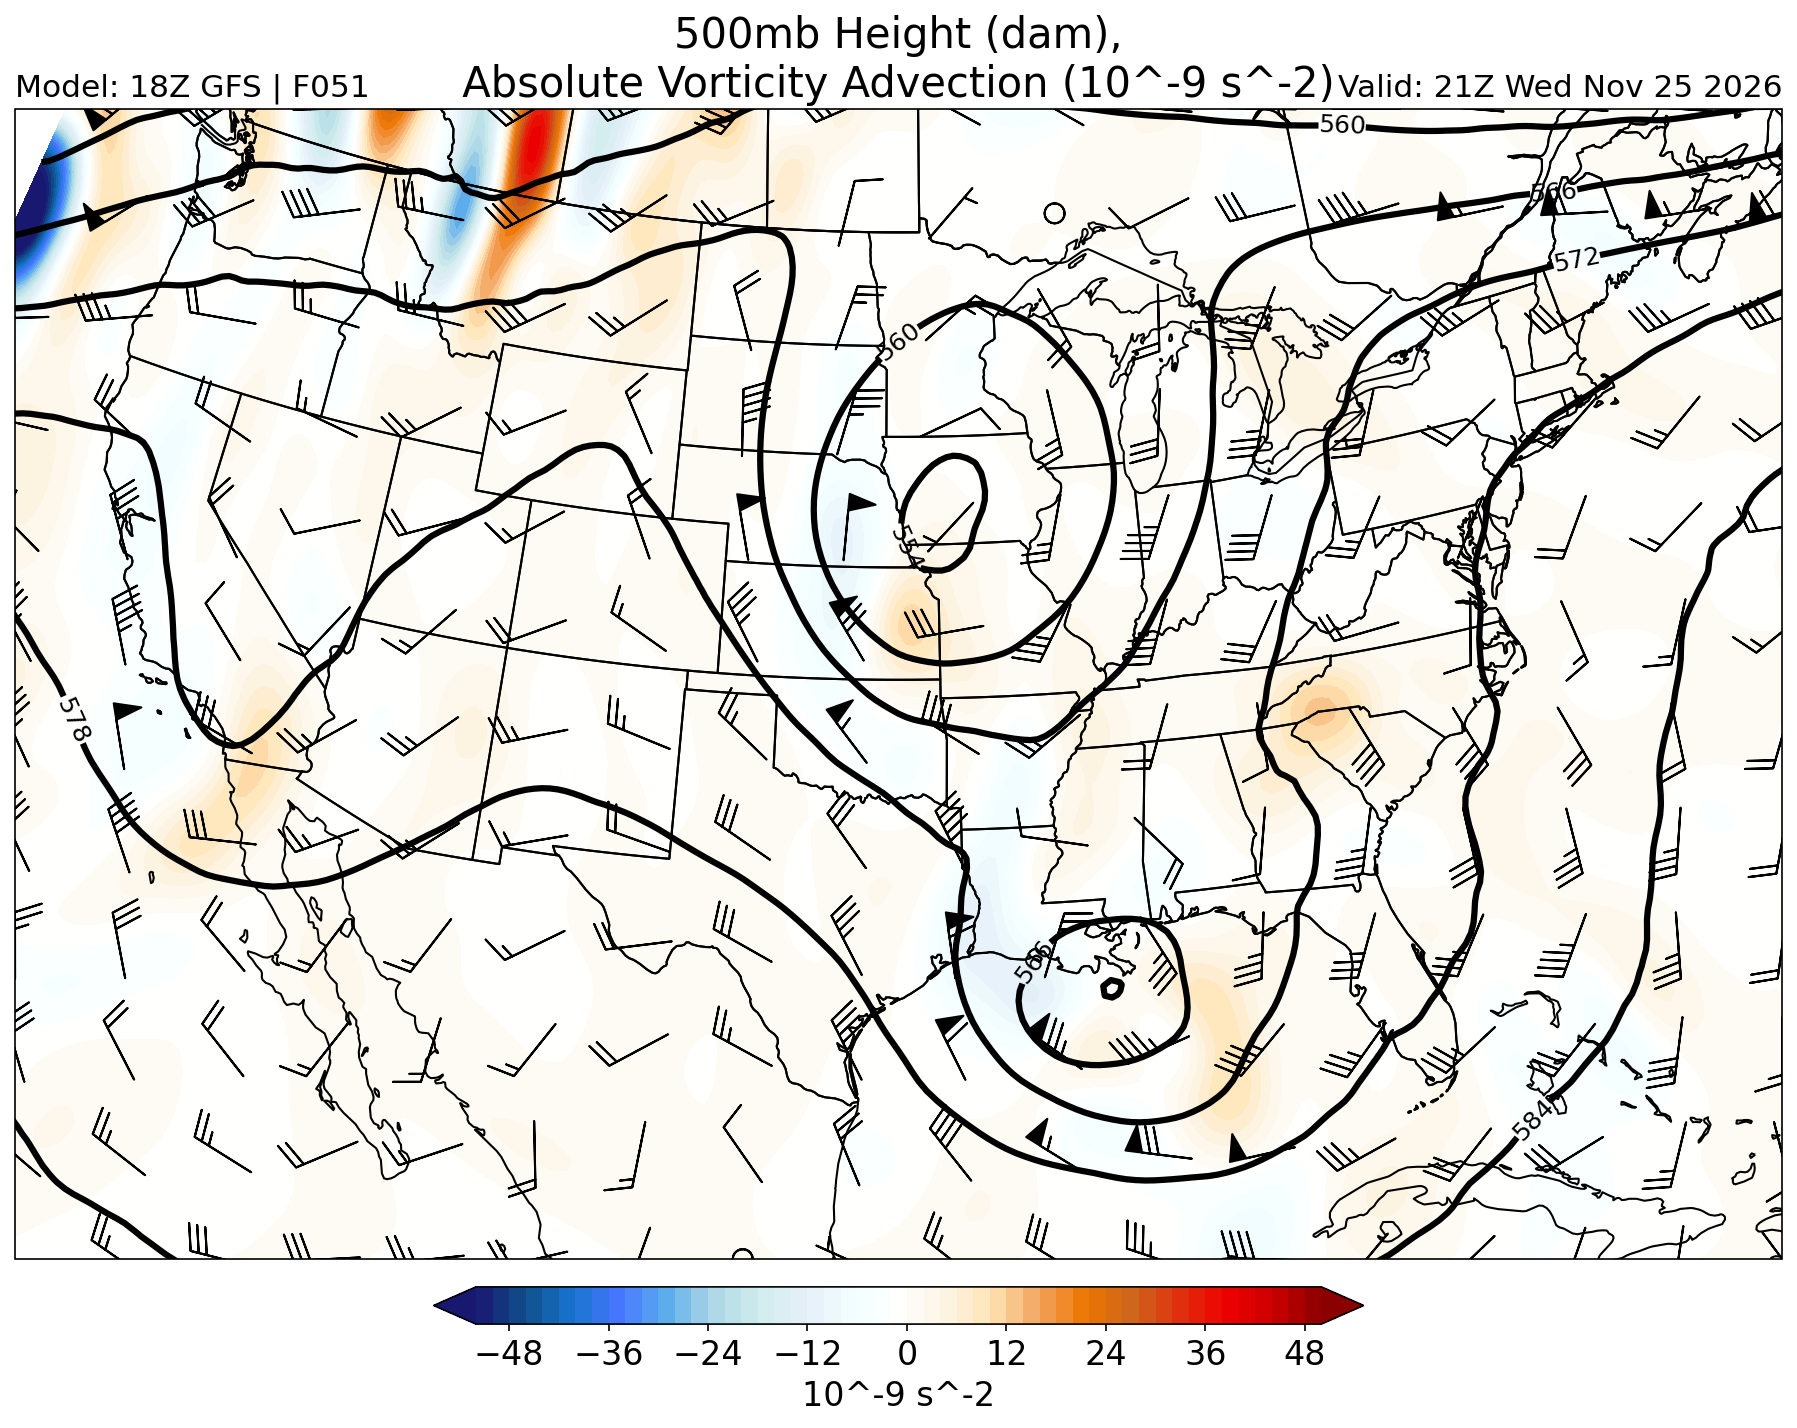 500mb Height (dam),
Model: 18Z GFS | F051
Absolute Vorticity Advection (10^-9 s^-2)
Valid: 21Z Wed Nov 25 2026
560
566
572
560
554
578
566
584
−48 −36 −24 −12 0 12 24 36 48
10^-9 s^-2